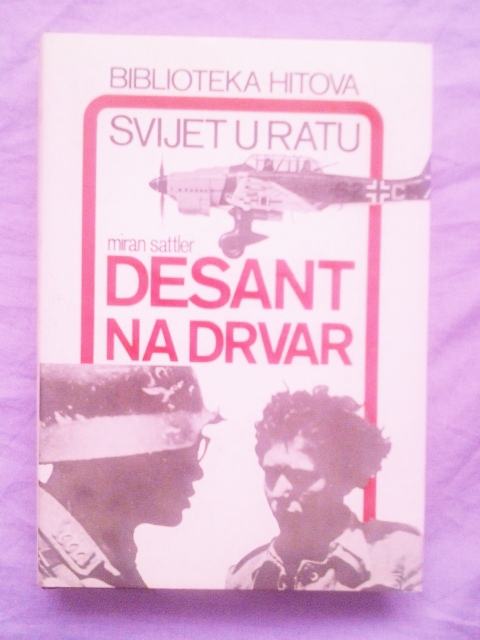 BIBLIOTEKA HITOVA
SVIJET U RATU
miran sattler
DESANT
NA DRVAR